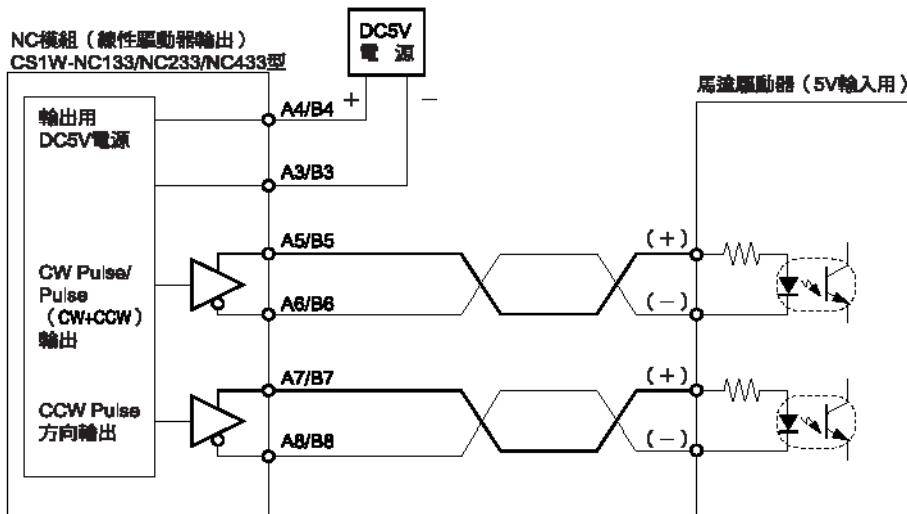 NC模組（線性驅動器輸出）
CS1W-NC133/NC233/NC433型
DC5V
電 源
馬達驅動器（5V輸入用）
輸出用
DC5V電源
A4/B4
+
−
A3/B3
CW Pulse/
Pulse
（CW+CCW）
輸出
A5/B5
A6/B6
(+)
(−)
CCW Pulse
方向輸出
A7/B7
A8/B8
(+)
(−)